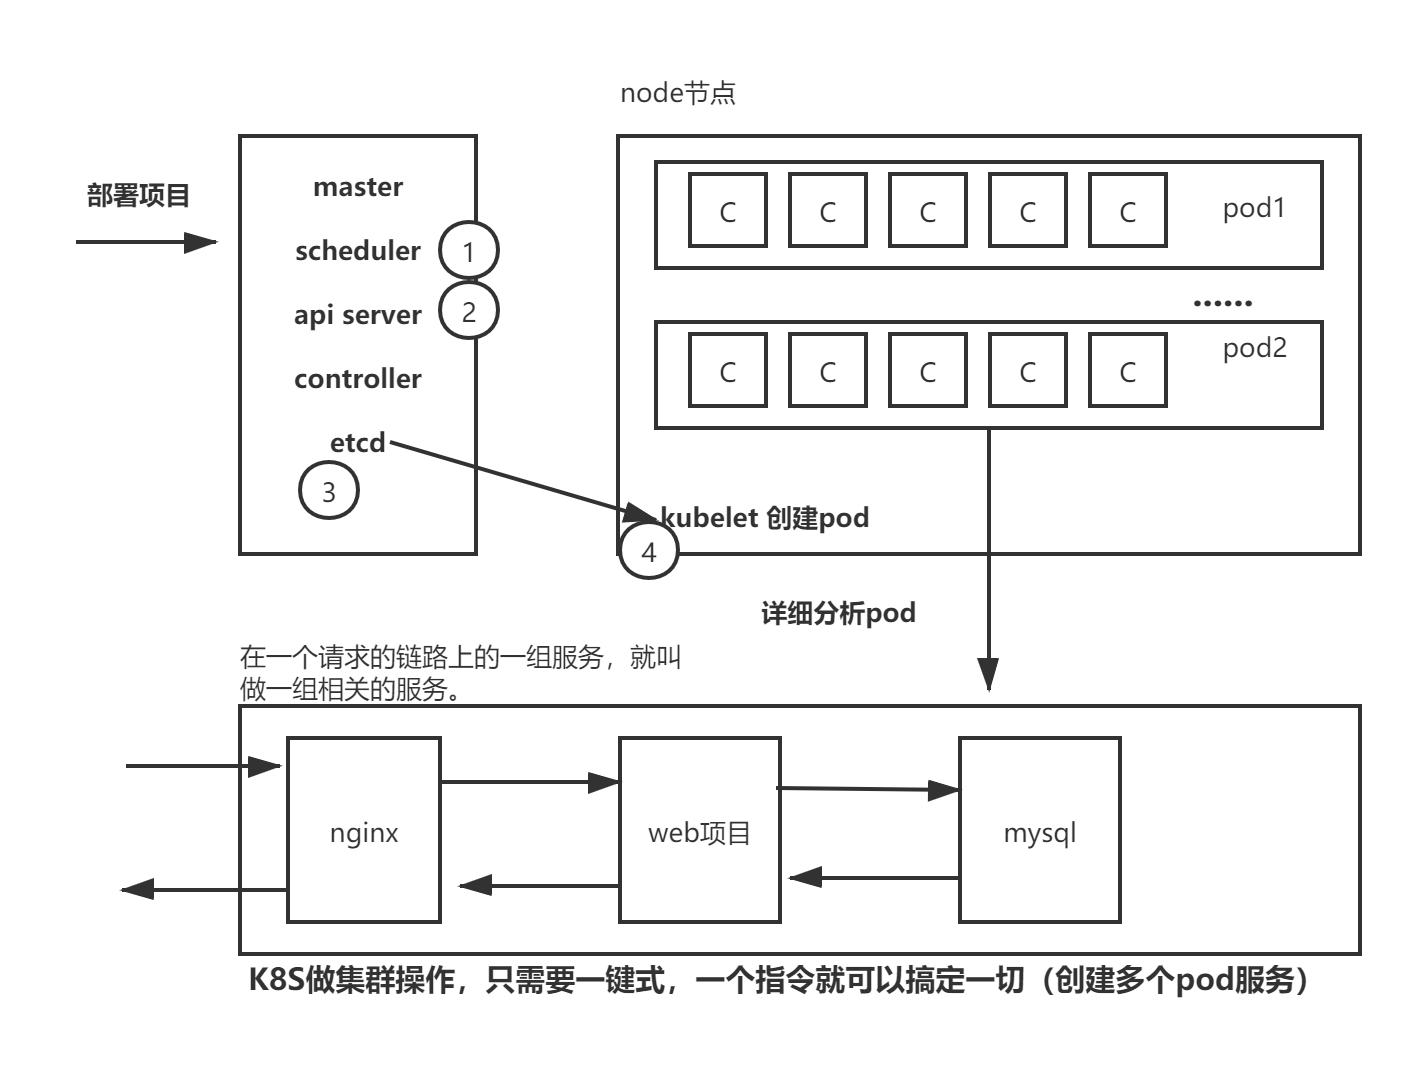 node节点
部署项目
master
scheduler
1
api server
2
controller
etcd
3
C C C C C pod1
......
C C C C C pod2
kubelet 创建pod
4
详细分析pod
在一个请求的链路上的一组服务，就叫
做一组相关的服务。
nginx
web项目
mysql
K8S做集群操作，只需要一键式，一个指令就可以搞定一切（创建多个pod服务）